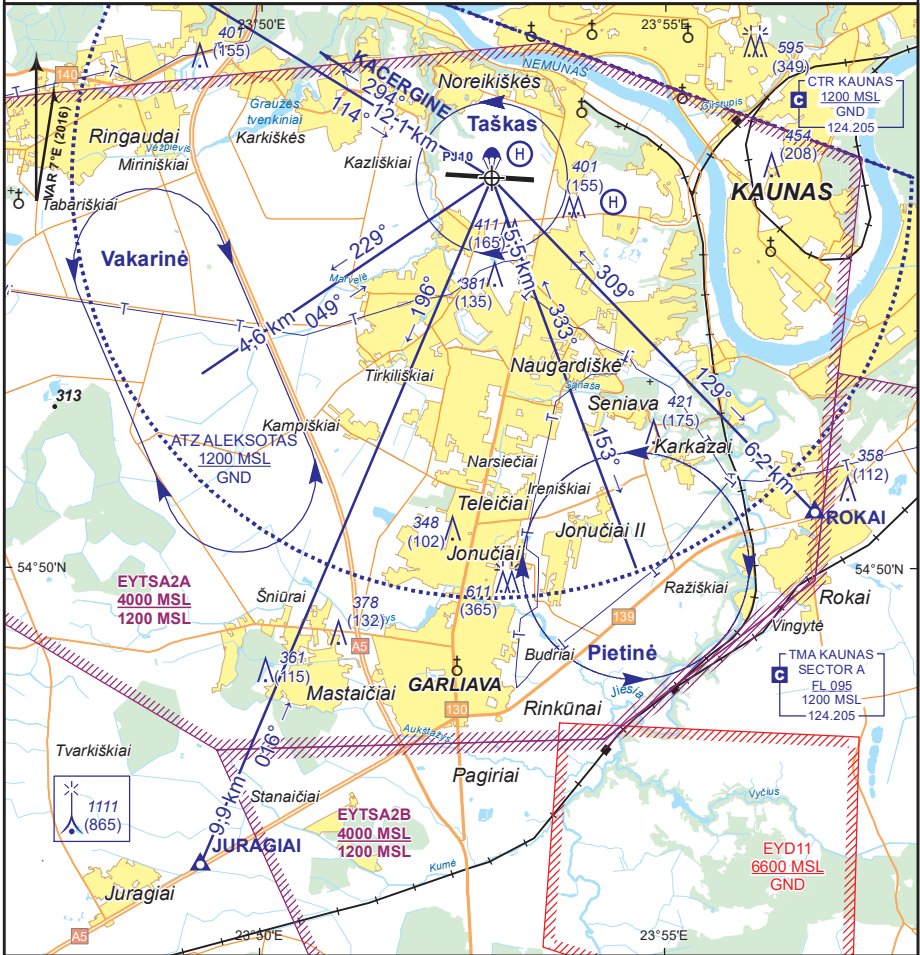 23°50'E
23°55'E
401
(155)
595
(349)
NEMUNAS
140
KACERGINE
← 294°
114° →
12,1 km
Noreikiškės
CTR KAUNAS
1200 MSL
GND
124.205
C
Girstupis
VAR 7°E (2016)
Graužės
tvenkiniai
Karkiškės
Ringaudai
Vėžpievis
Miriniškiai
Taškas
H
PJ10
Kazliškiai
454
(208)
401
(155)
H
KAUNAS
Tabariškiai
Vakarinė
← 229°
049° →
4,6 km
Marvelė
411
(165)
381
(135)
← 196°
5,5 km
← 309°
← 333°
Naugardiškė
Sanaša
Tirkiliškiai
313
Seniava
421
(175)
129° →
Kampiškiai
ATZ ALEKSOTAS
1200 MSL
GND
153° →
Karkazai
6,2 km
358
(112)
Narsiečiai
Ireniškiai
Teleičiai
ROKAI
348
(102)
Jonučiai II
Jonučiai I
54°50'N
54°50'N
EYTSA2A
4000 MSL
1200 MSL
611
(365)
Ražiškiai
Rokai
Šniūrai
378
(132)
139
Vingytė
A5
Budriai
Pietinė
361
(115)
TMA KAUNAS
SECTOR A
FL 095
1200 MSL
124.205
C
Mastaičiai
GARLIAVA
Jiesia
130
Rinkūnai
016° →
Aukštažys
Tvarkiškiai
Pagiriai
9,9 km
Stanaičiai
1111
(865)
Vyčius
EYTSA2B
4000 MSL
1200 MSL
JURAGIAI
EYD11
6600 MSL
GND
Kumė
Juragiai
A5
23°50'E
23°55'E